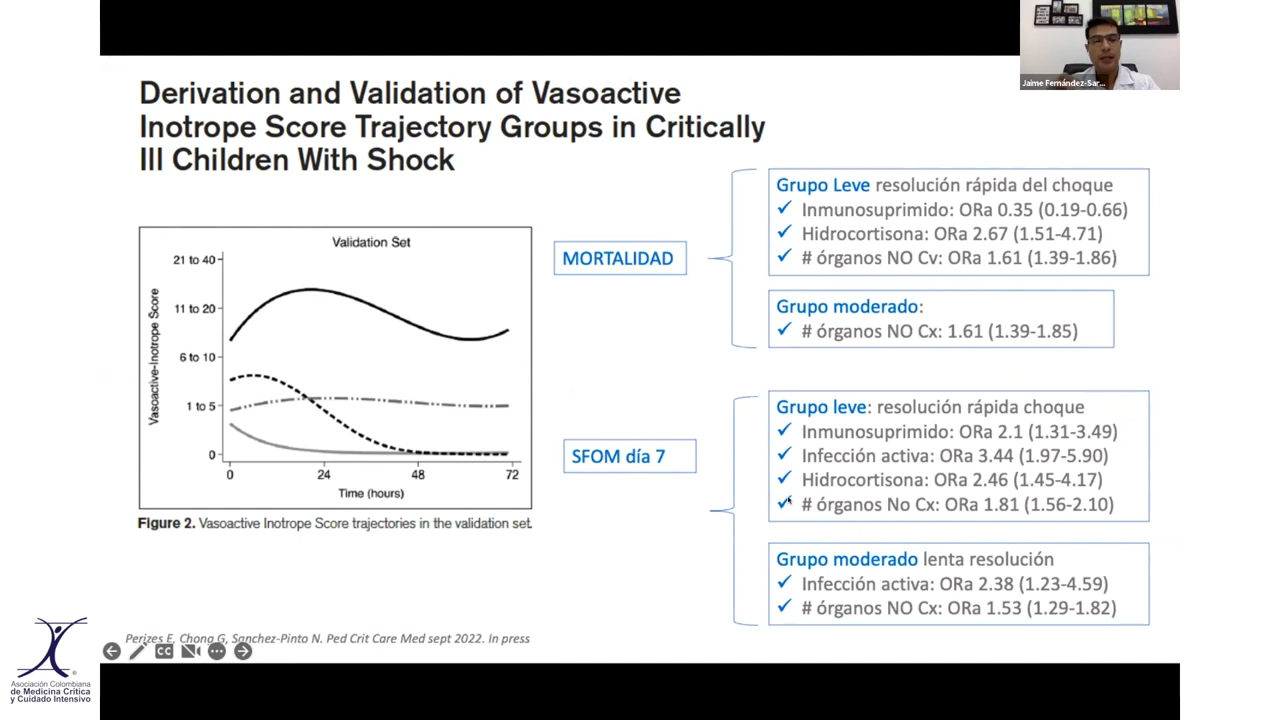 Jaime Fernández-Sar...
Derivation and Validation of Vasoactive
Inotrope Score Trajectory Groups in Critically
Ill Children With Shock
Validation Set
Vasoactive-Inotrope Score
21 to 40
11 to 20
6 to 10
1 to 5
0
0
24
48
72
Time (hours)
Figure 2. Vasoactive Inotrope Score trajectories in the validation set.
MORTALIDAD
Grupo Leve resolución rápida del choque
✓ Inmunosuprimido: ORa 0.35 (0.19-0.66)
✓ Hidrocortisona: ORa 2.67 (1.51-4.71)
✓ # órganos NO Cv: ORa 1.61 (1.39-1.86)
Grupo moderado:
✓ # órganos NO Cx: 1.61 (1.39-1.85)
SFOM día 7
Grupo leve: resolución rápida choque
✓ Inmunosuprimido: ORa 2.1 (1.31-3.49)
✓ Infección activa: ORa 3.44 (1.97-5.90)
✓ Hidrocortisona: ORa 2.46 (1.45-4.17)
✓ # órganos No Cx: ORa 1.81 (1.56-2.10)
Grupo moderado lenta resolución
✓ Infección activa: ORa 2.38 (1.23-4.59)
✓ # órganos NO Cx: ORa 1.53 (1.29-1.82)
Perizes E, Chong G, Sanchez-Pinto N. Ped Crit Care Med sept 2022. In press
CC
®
Asociación Colombiana
de Medicina Crítica
y Cuidado Intensivo